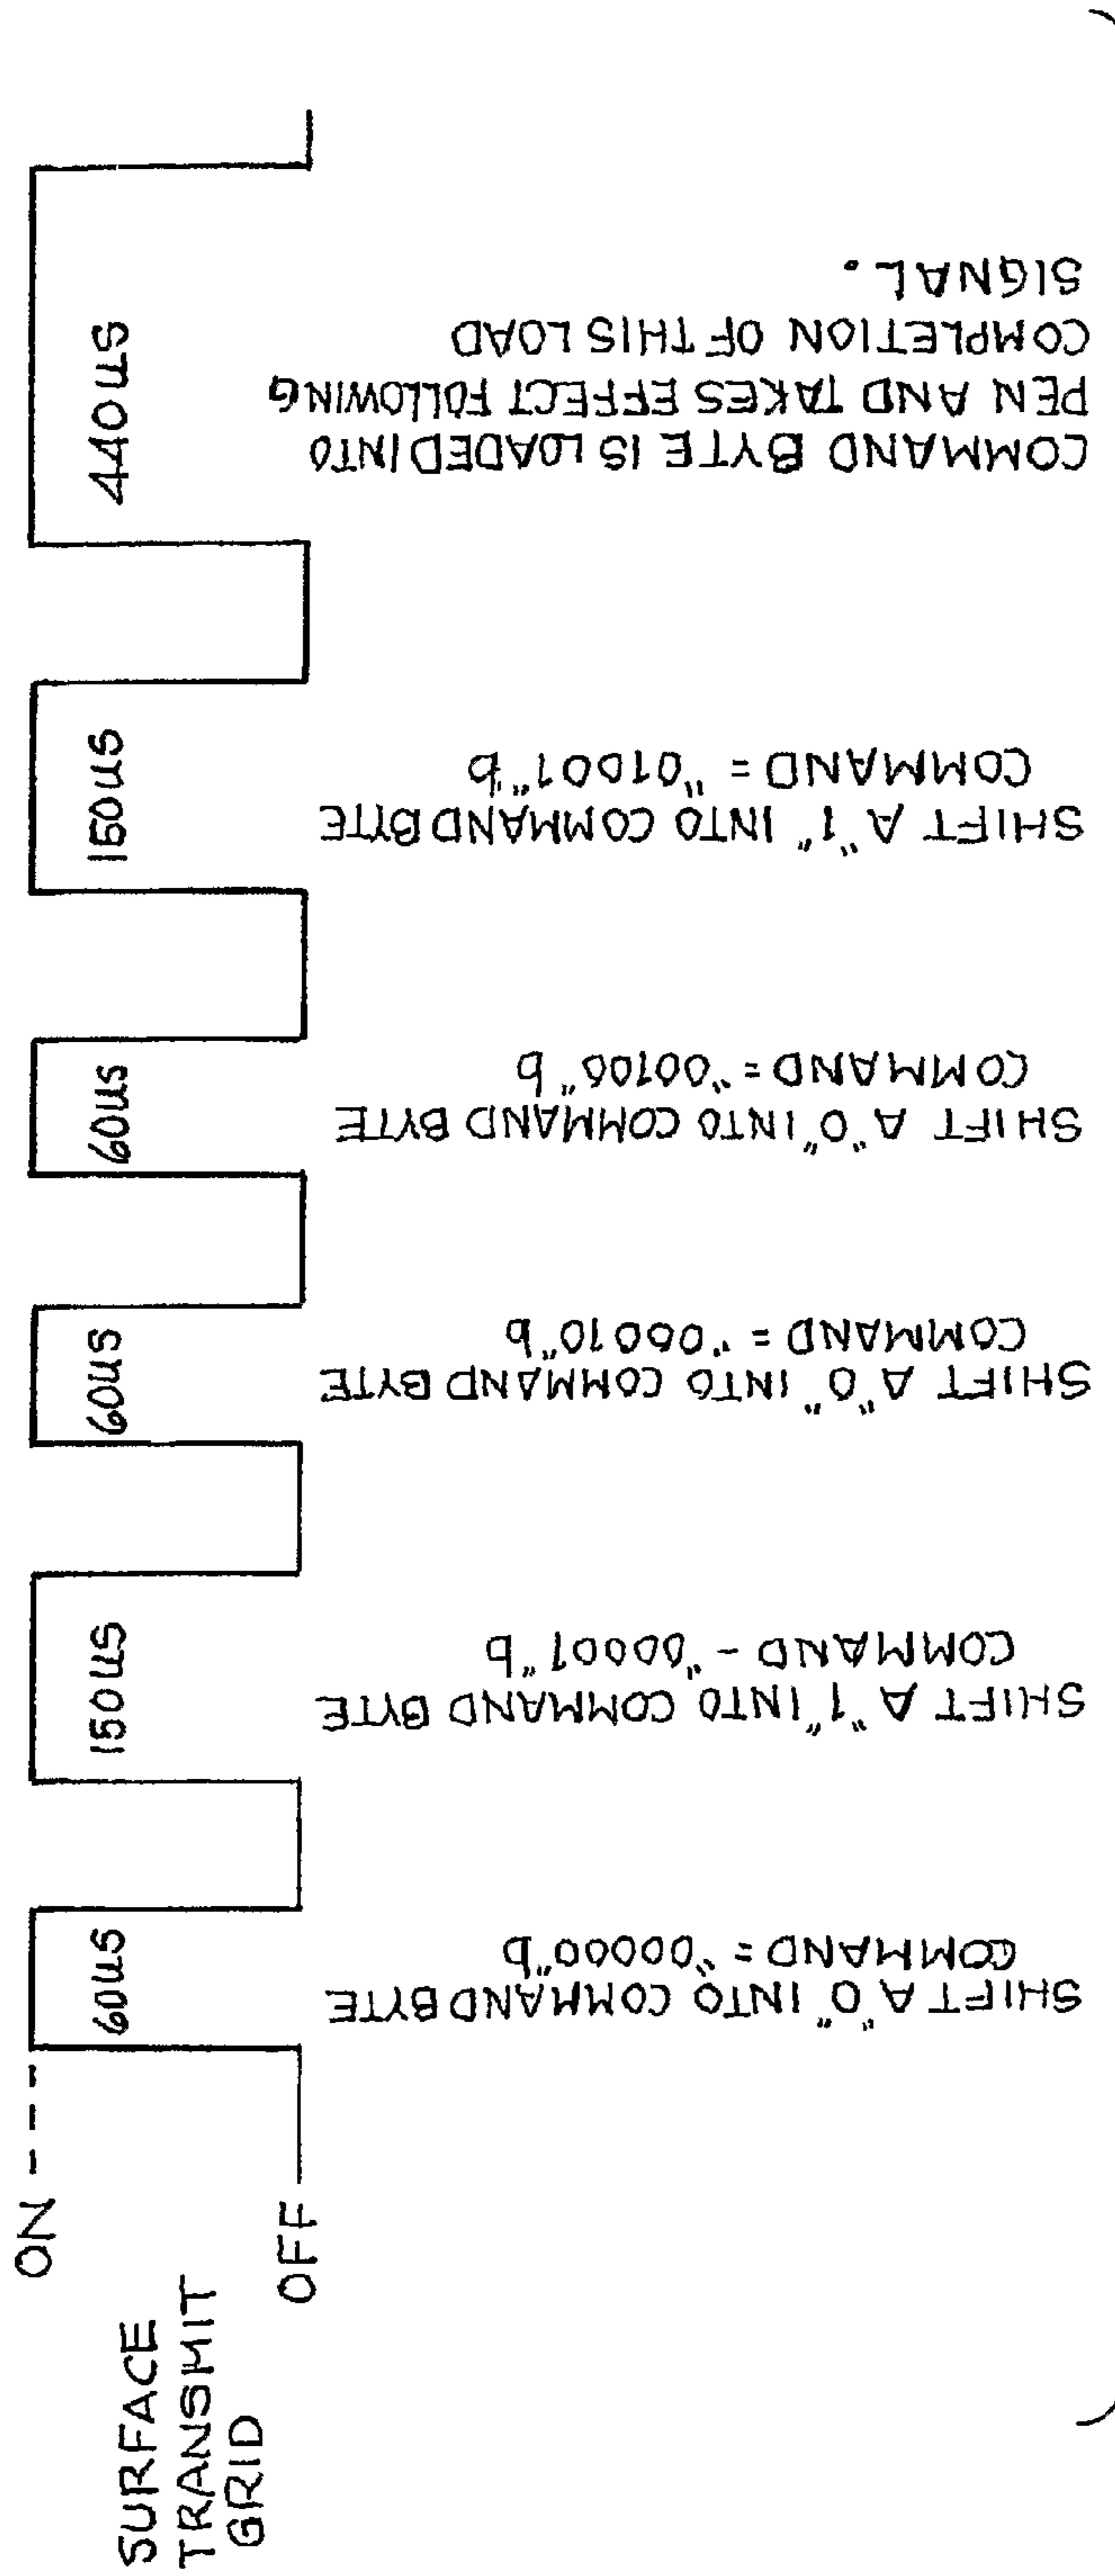 ON
SURFACE
TRANSMIT
GRID
OFF
60us
150us
60us
60us
150us
440us
SHIFT A "0" INTO COMMAND BYTE
COMMAND = "00000"b
SHIFT A "1" INTO COMMAND BYTE
COMMAND - "00001"b
SHIFT A "0" INTO COMMAND BYTE
COMMAND = "00010"b
SHIFT A "0" INTO COMMAND BYTE
COMMAND = "00100"b
SHIFT A "1" INTO COMMAND BYTE
COMMAND = "01001"b
COMMAND BYTE IS LOADED INTO
PEN AND TAKES EFFECT FOLLOWING
COMPLETION OF THIS LOAD
SIGNAL.